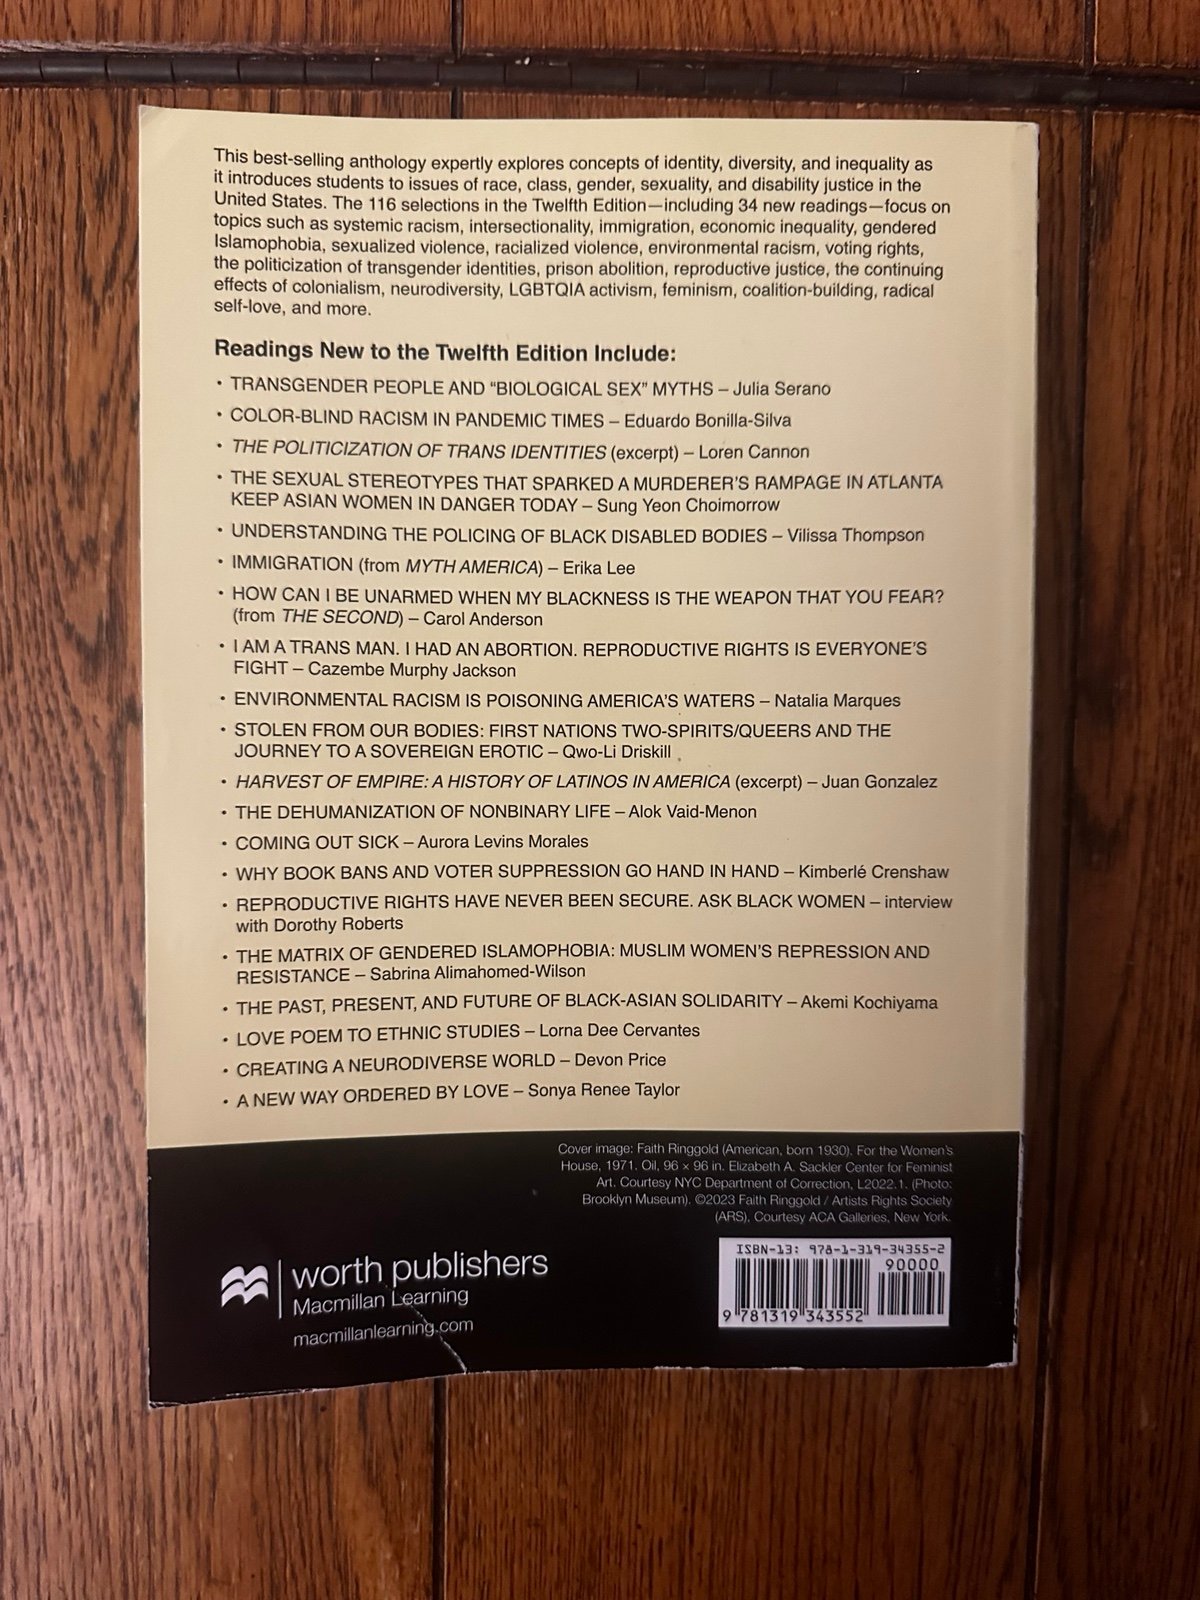 This best-selling anthology expertly explores concepts of identity, diversity, and inequality as
it introduces students to issues of race, class, gender, sexuality, and disability justice in the
United States. The 116 selections in the Twelfth Edition—including 34 new readings—focus on
topics such as systemic racism, intersectionality, immigration, economic inequality, gendered
Islamophobia, sexualized violence, racialized violence, environmental racism, voting rights,
the politicization of transgender identities, prison abolition, reproductive justice, the continuing
effects of colonialism, neurodiversity, LGBTQIA activism, feminism, coalition-building, radical
self-love, and more.
Readings New to the Twelfth Edition Include:
• TRANSGENDER PEOPLE AND “BIOLOGICAL SEX” MYTHS – Julia Serano
• COLOR-BLIND RACISM IN PANDEMIC TIMES – Eduardo Bonilla-Silva
• THE POLITICIZATION OF TRANS IDENTITIES (excerpt) – Loren Cannon
• THE SEXUAL STEREOTYPES THAT SPARKED A MURDERER’S RAMPAGE IN ATLANTA
KEEP ASIAN WOMEN IN DANGER TODAY – Sung Yeon Choimorrow
• UNDERSTANDING THE POLICING OF BLACK DISABLED BODIES – Vilissa Thompson
• IMMIGRATION (from MYTH AMERICA) – Erika Lee
• HOW CAN I BE UNARMED WHEN MY BLACKNESS IS THE WEAPON THAT YOU FEAR?
(from THE SECOND) – Carol Anderson
• I AM A TRANS MAN. I HAD AN ABORTION. REPRODUCTIVE RIGHTS IS EVERYONE’S
FIGHT – Cazembe Murphy Jackson
• ENVIRONMENTAL RACISM IS POISONING AMERICA’S WATERS – Natalia Marques
• STOLEN FROM OUR BODIES: FIRST NATIONS TWO-SPIRITS/QUEERS AND THE
JOURNEY TO A SOVEREIGN EROTIC – Qwo-Li Driskill
• HARVEST OF EMPIRE: A HISTORY OF LATINOS IN AMERICA (excerpt) – Juan Gonzalez
• THE DEHUMANIZATION OF NONBINARY LIFE – Alok Vaid-Menon
• COMING OUT SICK – Aurora Levins Morales
• WHY BOOK BANS AND VOTER SUPPRESSION GO HAND IN HAND – Kimberlé Crenshaw
• REPRODUCTIVE RIGHTS HAVE NEVER BEEN SECURE. ASK BLACK WOMEN – interview
with Dorothy Roberts
• THE MATRIX OF GENDERED ISLAMOPHOBIA: MUSLIM WOMEN’S REPRESSION AND
RESISTANCE – Sabrina Alimahomed-Wilson
• THE PAST, PRESENT, AND FUTURE OF BLACK-ASIAN SOLIDARITY – Akemi Kochiyama
• LOVE POEM TO ETHNIC STUDIES – Lorna Dee Cervantes
• CREATING A NEURODIVERSE WORLD – Devon Price
• A NEW WAY ORDERED BY LOVE – Sonya Renee Taylor
Cover image: Faith Ringgold (American, born 1930). For the Women's
House, 1971. Oil, 96 × 96 in. Elizabeth A. Sackler Center for Feminist
Art. Courtesy NYC Department of Correction, L2022.1. (Photo:
Brooklyn Museum). ©2023 Faith Ringgold / Artists Rights Society
(ARS), Courtesy ACA Galleries, New York.
worth publishers
Macmillan Learning
macmillanlearning.com
ISBN-13: 978-1-319-34355-2
90000
9 781319 343552